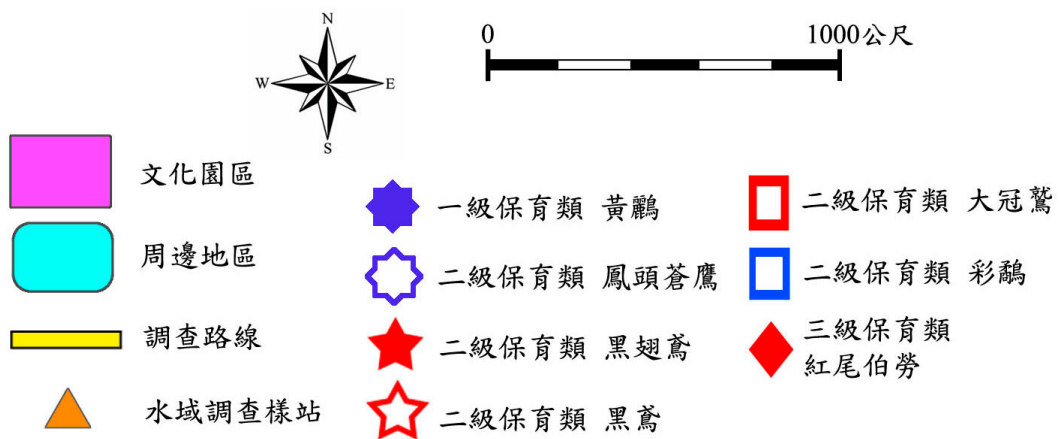 N
W
E
S
0
1000公尺
文化園區
周邊地區
調查路線
水域調查樣站
一級保育類 黃鸝
二級保育類 鳳頭蒼鷹
二級保育類 黑翅鳶
二級保育類 黑鳶
二級保育類 大冠鷲
二級保育類 彩鷸
三級保育類
紅尾伯勞